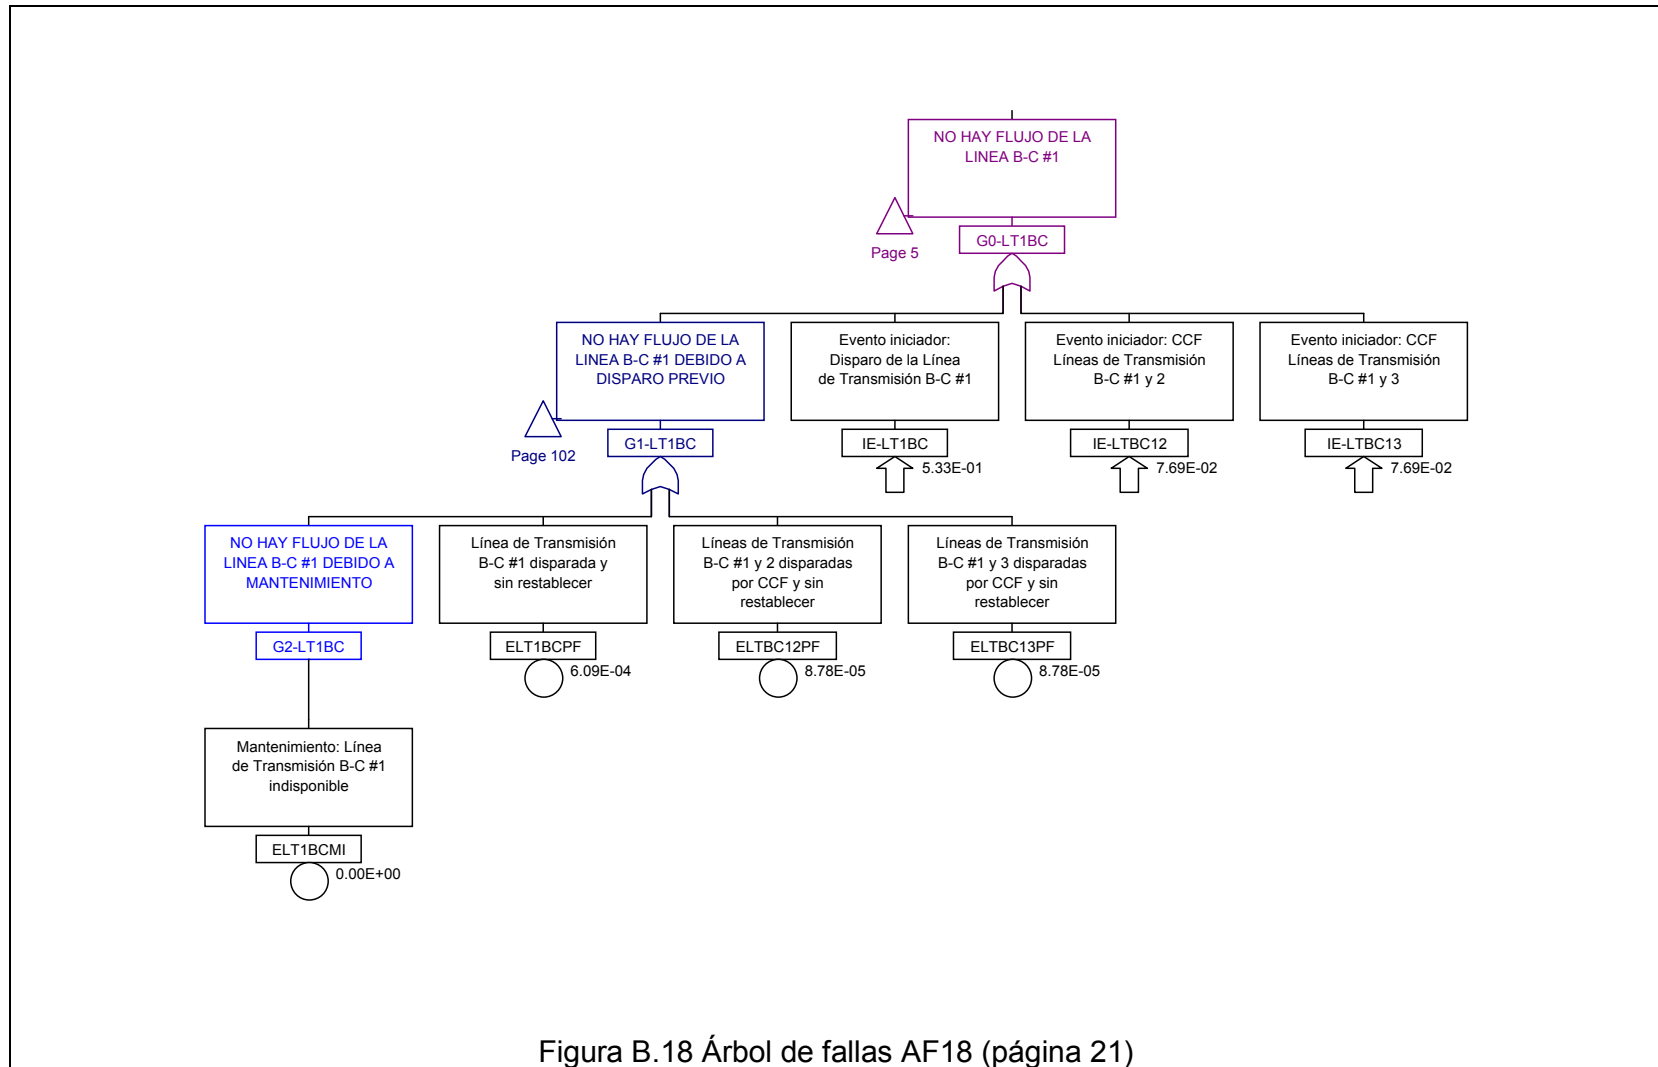 NO HAY FLUJO DE LA
LINEA B-C #1
Page 5
G0-LT1BC
NO HAY FLUJO DE LA
LINEA B-C #1 DEBIDO A
DISPARO PREVIO
Page 102
G1-LT1BC
Evento iniciador:
Disparo de la Línea
de Transmisión B-C #1
IE-LT1BC
5.33E-01
Evento iniciador: CCF
Líneas de Transmisión
B-C #1 y 2
IE-LTBC12
7.69E-02
Evento iniciador: CCF
Líneas de Transmisión
B-C #1 y 3
IE-LTBC13
7.69E-02
NO HAY FLUJO DE LA
LINEA B-C #1 DEBIDO A
MANTENIMIENTO
G2-LT1BC
Línea de Transmisión
B-C #1 disparada y
sin restablecer
ELT1BCPF
6.09E-04
Líneas de Transmisión
B-C #1 y 2 disparadas
por CCF y sin
restablecer
ELTBC12PF
8.78E-05
Líneas de Transmisión
B-C #1 y 3 disparadas
por CCF y sin
restablecer
ELTBC13PF
8.78E-05
Mantenimiento: Línea
de Transmisión B-C #1
indisponible
ELT1BCMI
0.00E+00
Figura B.18 Árbol de fallas AF18 (página 21)